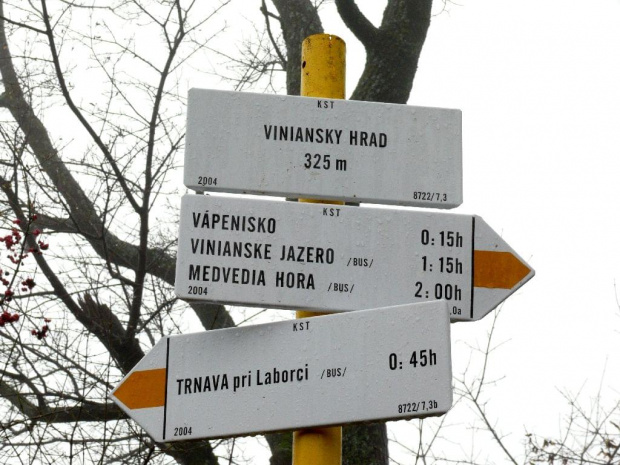 KST
VINIANSKY HRAD
325 m
2004 8722/7,3
KST
VÁPENISKO 0:15h
VINIANSKE JAZERO /BUS/ 1:15h
MEDVEDIA HORA /BUS/ 2:00h
2004 ,0a
KST
TRNAVA pri Laborci /BUS/ 0:45h
2004 8722/7,3b